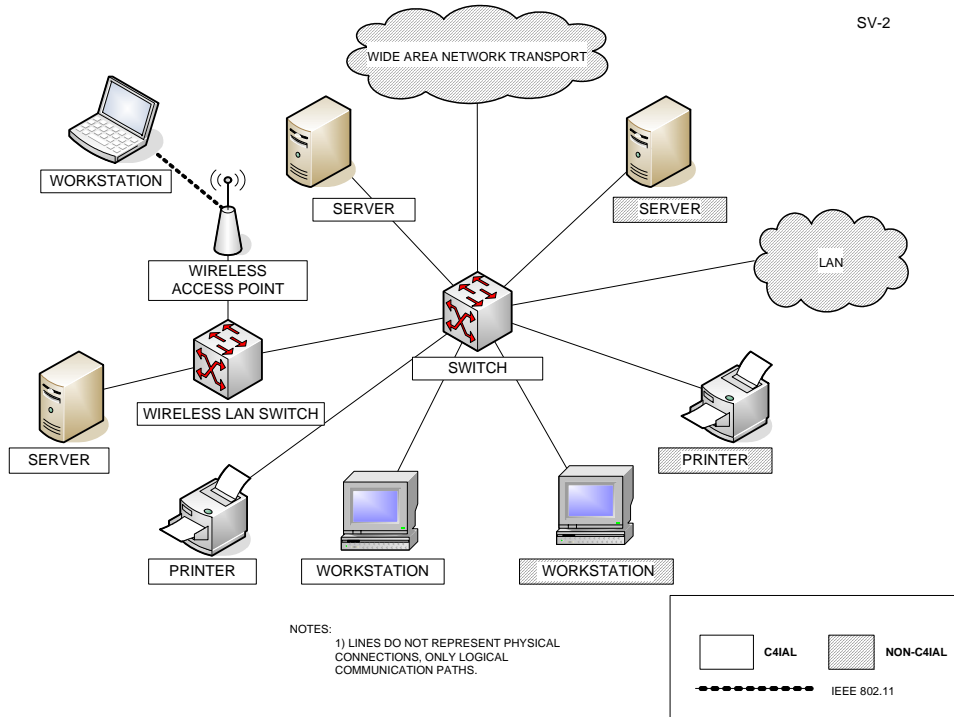 SV-2
WIDE AREA NETWORK TRANSPORT
WORKSTATION
SERVER
SERVER
WIRELESS
ACCESS POINT
LAN
SWITCH
WIRELESS LAN SWITCH
SERVER
PRINTER
PRINTER
WORKSTATION
WORKSTATION
NOTES:
1) LINES DO NOT REPRESENT PHYSICAL
CONNECTIONS, ONLY LOGICAL
COMMUNICATION PATHS.
C4IAL
NON-C4IAL
IEEE 802.11